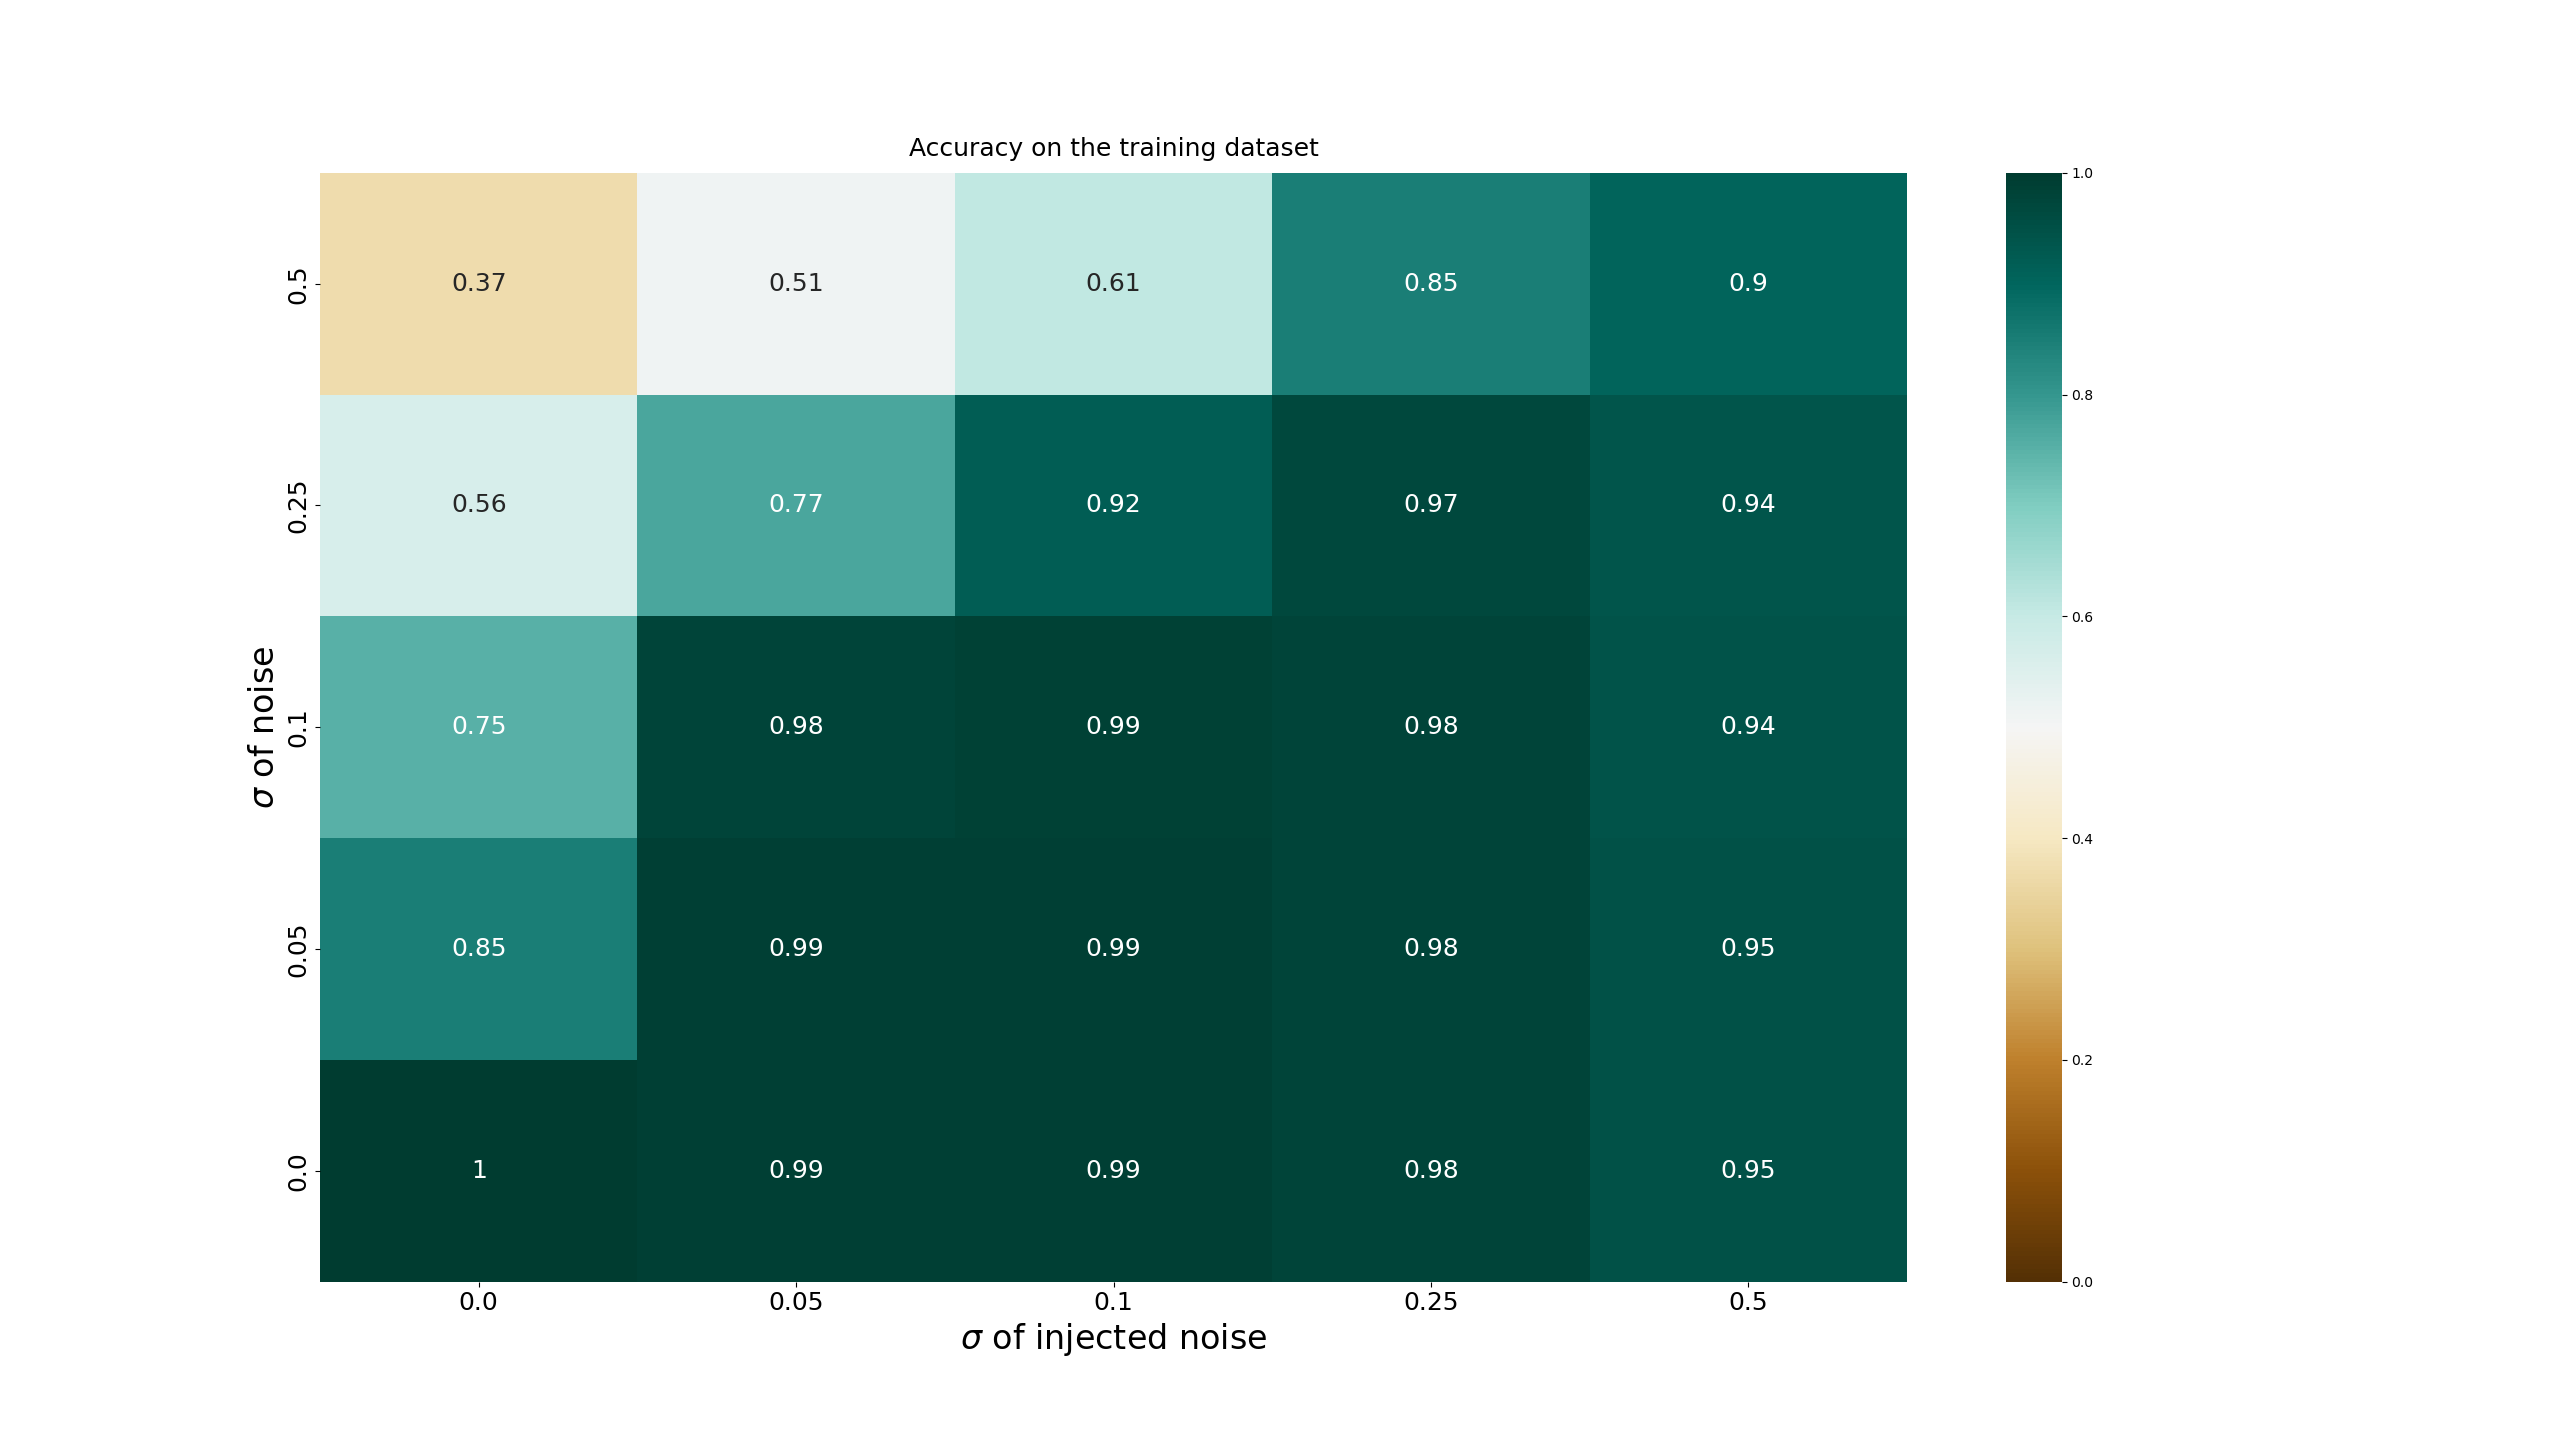 Accuracy on the training dataset
0.5 0.37 0.51 0.61 0.85 0.9
0.25 0.56 0.77 0.92 0.97 0.94
0.1 0.75 0.98 0.99 0.98 0.94
0.05 0.85 0.99 0.99 0.98 0.95
0.0 1 0.99 0.99 0.98 0.95
σ of noise
0.0 0.05 0.1 0.25 0.5
σ of injected noise
1.0
0.8
0.6
0.4
0.2
0.0